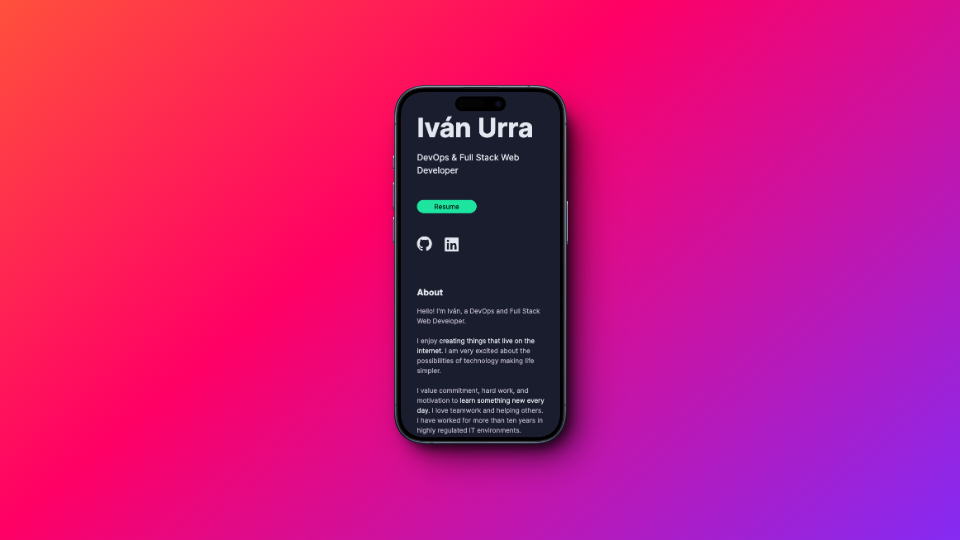 Iván Urra
DevOps & Full Stack Web
Developer
Resume
in
About
Hello! I'm Iván, a DevOps and Full Stack
Web Developer.
I enjoy creating things that live on the
internet. I am very excited about the
possibilities of technology making life
simpler.
I value commitment, hard work, and
motivation to learn something new every
day. I love teamwork and helping others.
I have worked for more than ten years in
highly regulated IT environments.